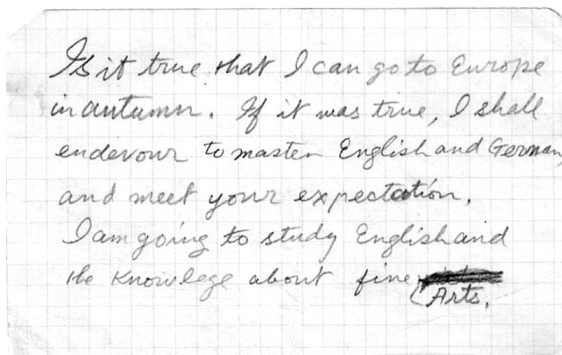 Is it true that I can go to Europe
in autumn. If it was true, I shall
endevour to master English and German,
and meet your expectation.
I am going to study English and
the Knowlege about fine
Arts.